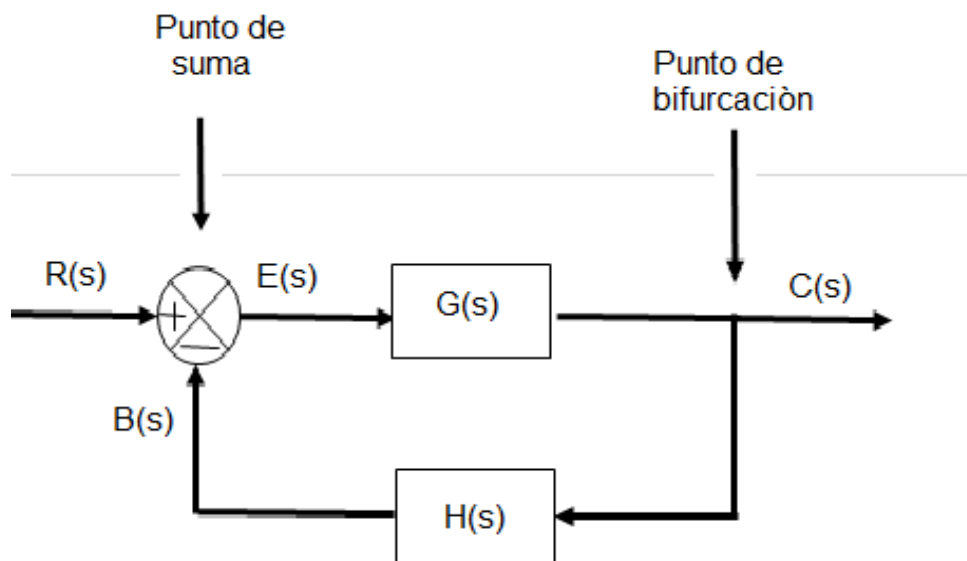 Punto de
suma
Punto de
bifurcaciòn
R(s)
+
E(s)
G(s)
C(s)
B(s)
H(s)